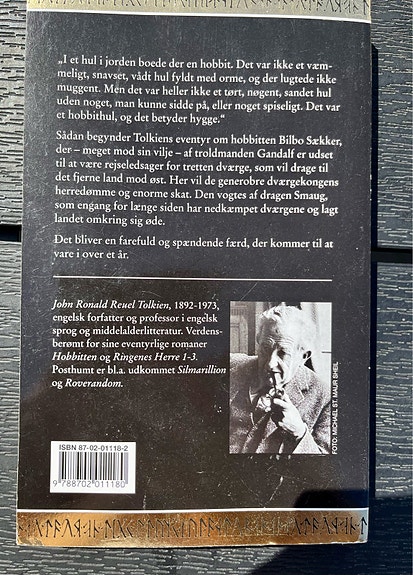 „I et hul i jorden boede der en hobbit. Det var ikke et væm-
meligt, snavset, vådt hul fyldt med orme, og der lugtede ikke
muggent. Men det var heller ikke et tørt, nøgent, sandet hul
uden noget, man kunne sidde på, eller noget spiseligt. Det var
et hobbithul, og det betyder hygge.“
Sådan begynder Tolkiens eventyr om hobbitten Bilbo Sækker,
der – meget mod sin vilje – af troldmanden Gandalf er udset
til at være rejseledsager for tretten dværge, som vil drage til
det fjerne land mod øst. Her vil de generobre dværgekongens
herredømme og enorme skat. Den vogtes af dragen Smaug,
som engang for længe siden har nedkæmpet dværgene og lagt
landet omkring sig øde.
Det bliver en farefuld og spændende færd, der kommer til at
vare i over et år.
John Ronald Reuel Tolkien, 1892-1973,
engelsk forfatter og professor i engelsk
sprog og middelalderlitteratur. Verdens-
berømt for sine eventyrlige romaner
Hobbitten og Ringenes Herre 1-3.
Posthumt er bl.a. udkommet Silmarillion
og Roverandom.
FOTO: MICHAEL ST. MAUR SHEIL
ISBN 87-02-01118-2
9 788702 011180